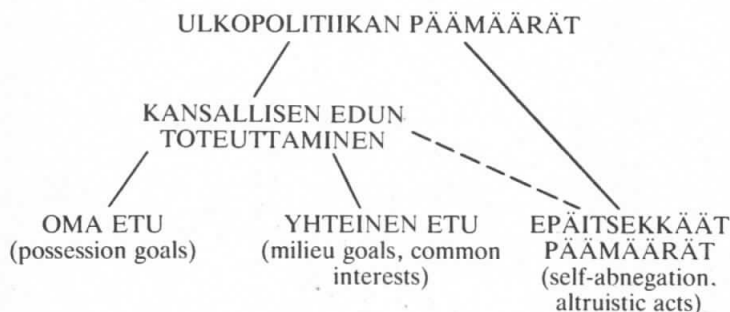 ULKOPOLITIIKAN PÄÄMÄÄRÄT
KANSALLISEN EDUN
TOTEUTTAMINEN
OMA ETU
(possession goals)
YHTEINEN ETU
(milieu goals, common
interests)
EPÄITSEKKÄÄT
PÄÄMÄÄRÄT
(self-abnegation.
altruistic acts)